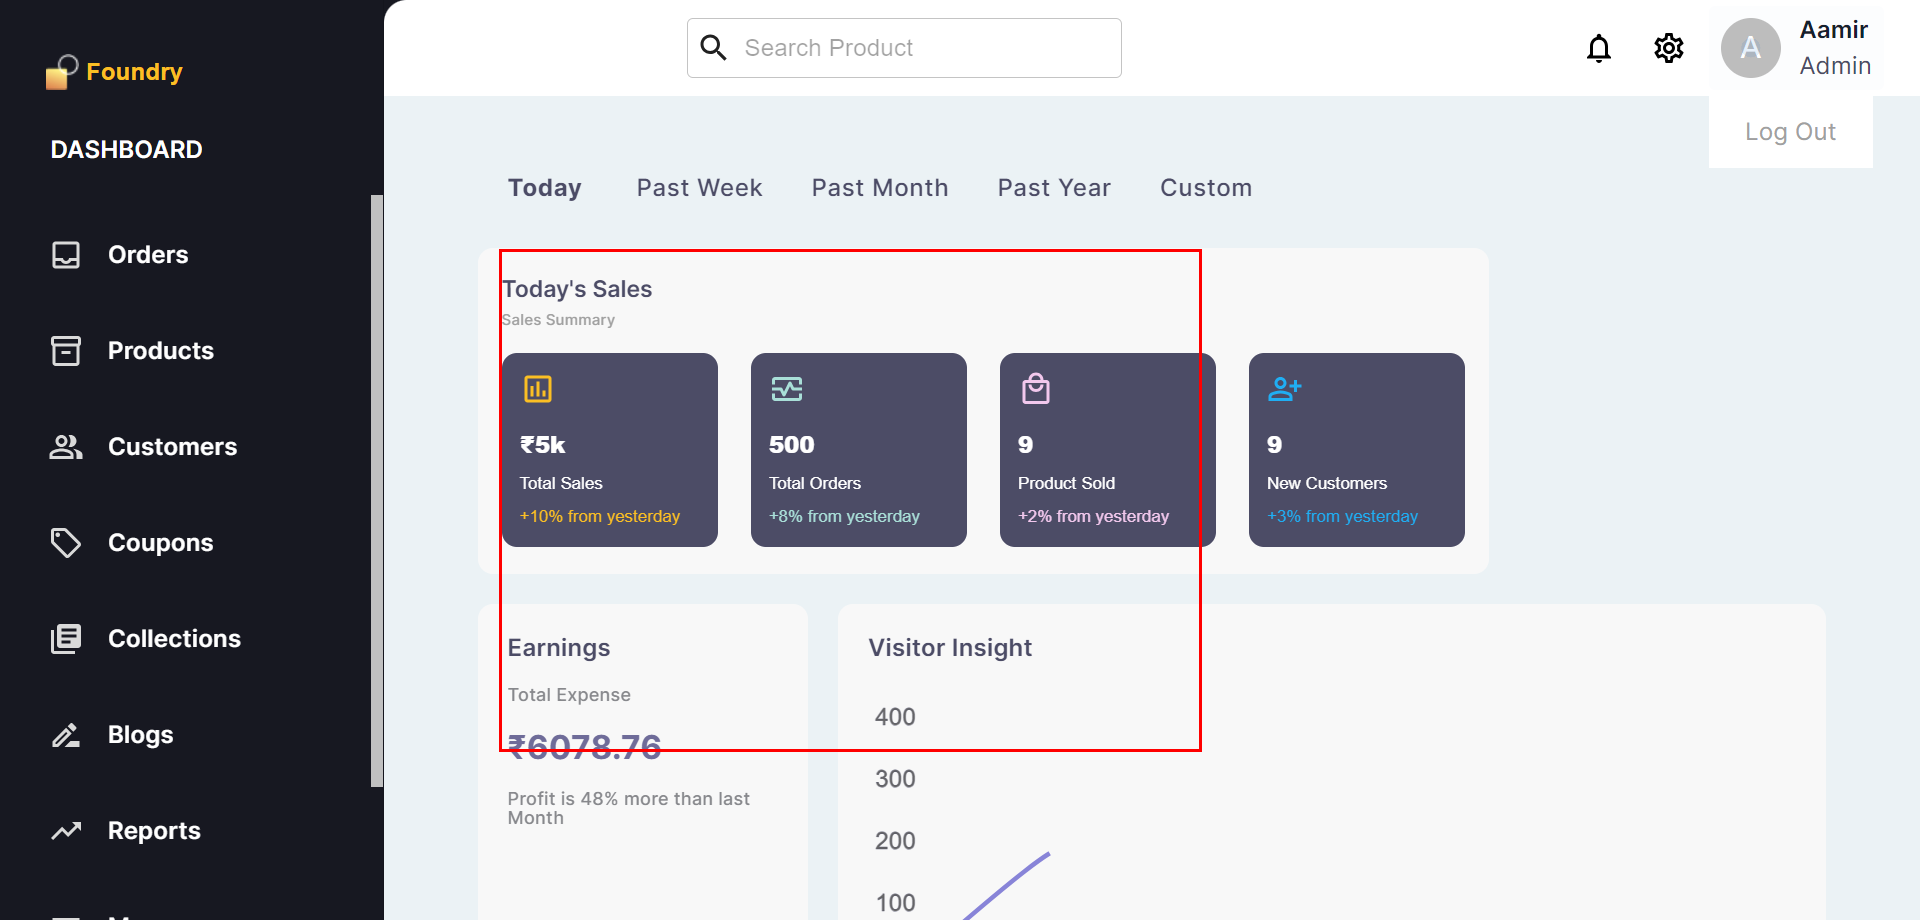 Foundry
DASHBOARD
Orders
Products
Customers
Coupons
Collections
Blogs
Reports
Search Product
A
Aamir
Admin
Log Out
Today Past Week Past Month Past Year Custom
Today's Sales
Sales Summary
₹5k
Total Sales
+10% from yesterday
500
Total Orders
+8% from yesterday
9
Product Sold
+2% from yesterday
9
New Customers
+3% from yesterday
Earnings
Total Expense
₹6078.76
Profit is 48% more than last
Month
Visitor Insight
400
300
200
100